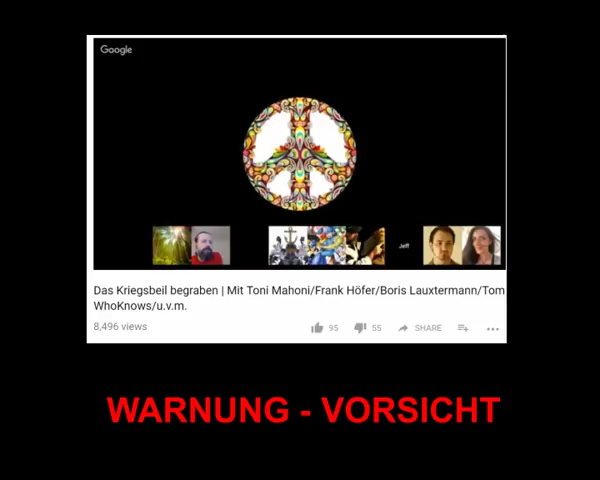 Google
Jeff
Das Kriegsbeil begraben | Mit Toni Mahoni/Frank Höfer/Boris Lauxtermann/Tom
WhoKnows/u.v.m.
8,496 views 95 55 SHARE
WARNUNG - VORSICHT